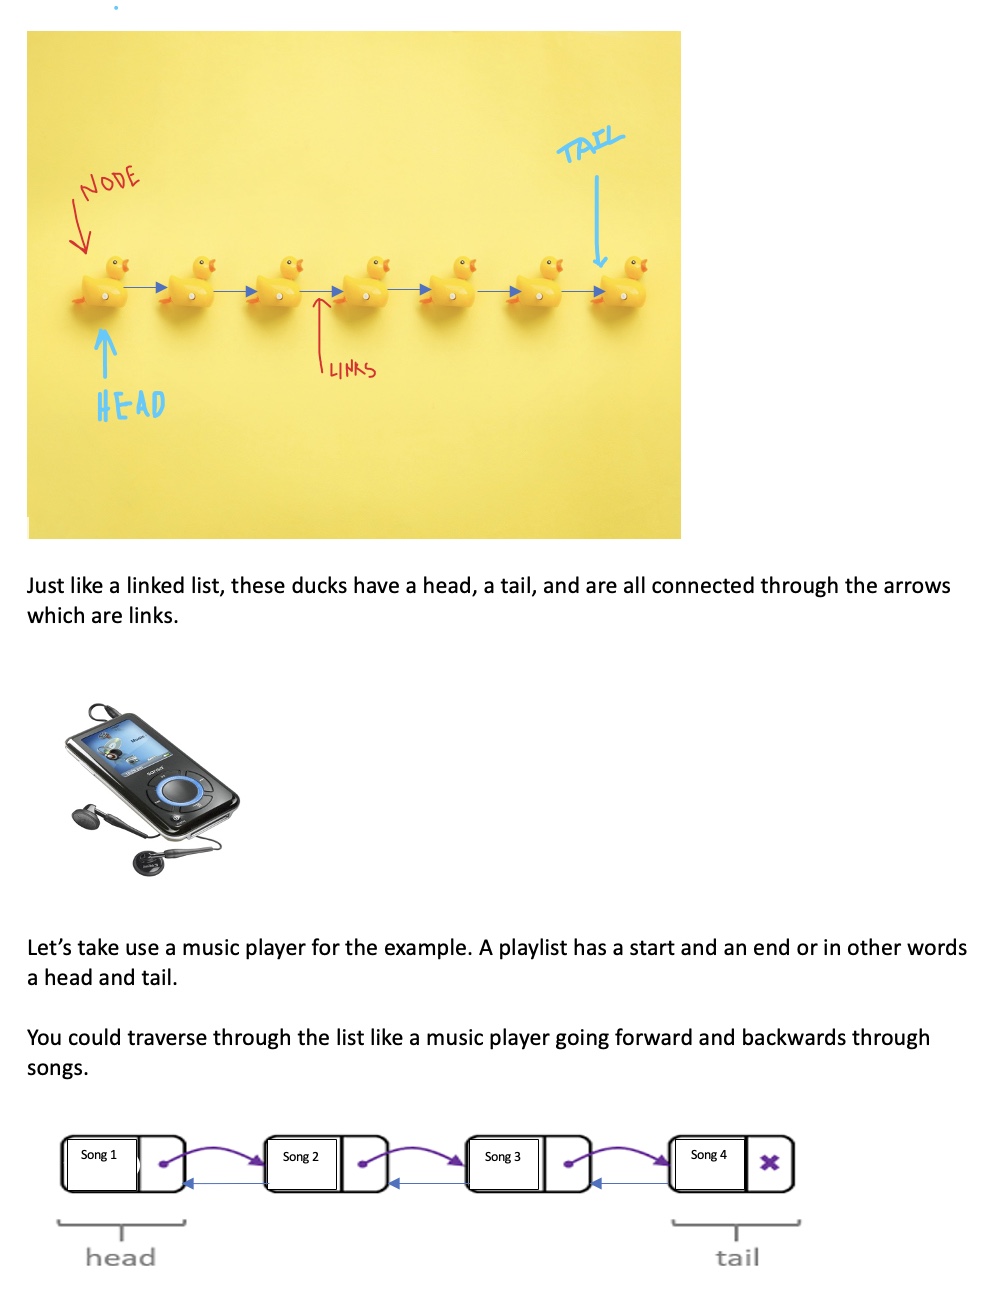 TAIL
NODE
LINKS
HEAD
Just like a linked list, these ducks have a head, a tail, and are all connected through the arrows
which are links.
Let’s take use a music player for the example. A playlist has a start and an end or in other words
a head and tail.
You could traverse through the list like a music player going forward and backwards through
songs.
Song 1
Song 2
Song 3
Song 4
head
tail